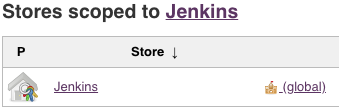 Stores scoped to Jenkins
P Store ↓
Jenkins (global)